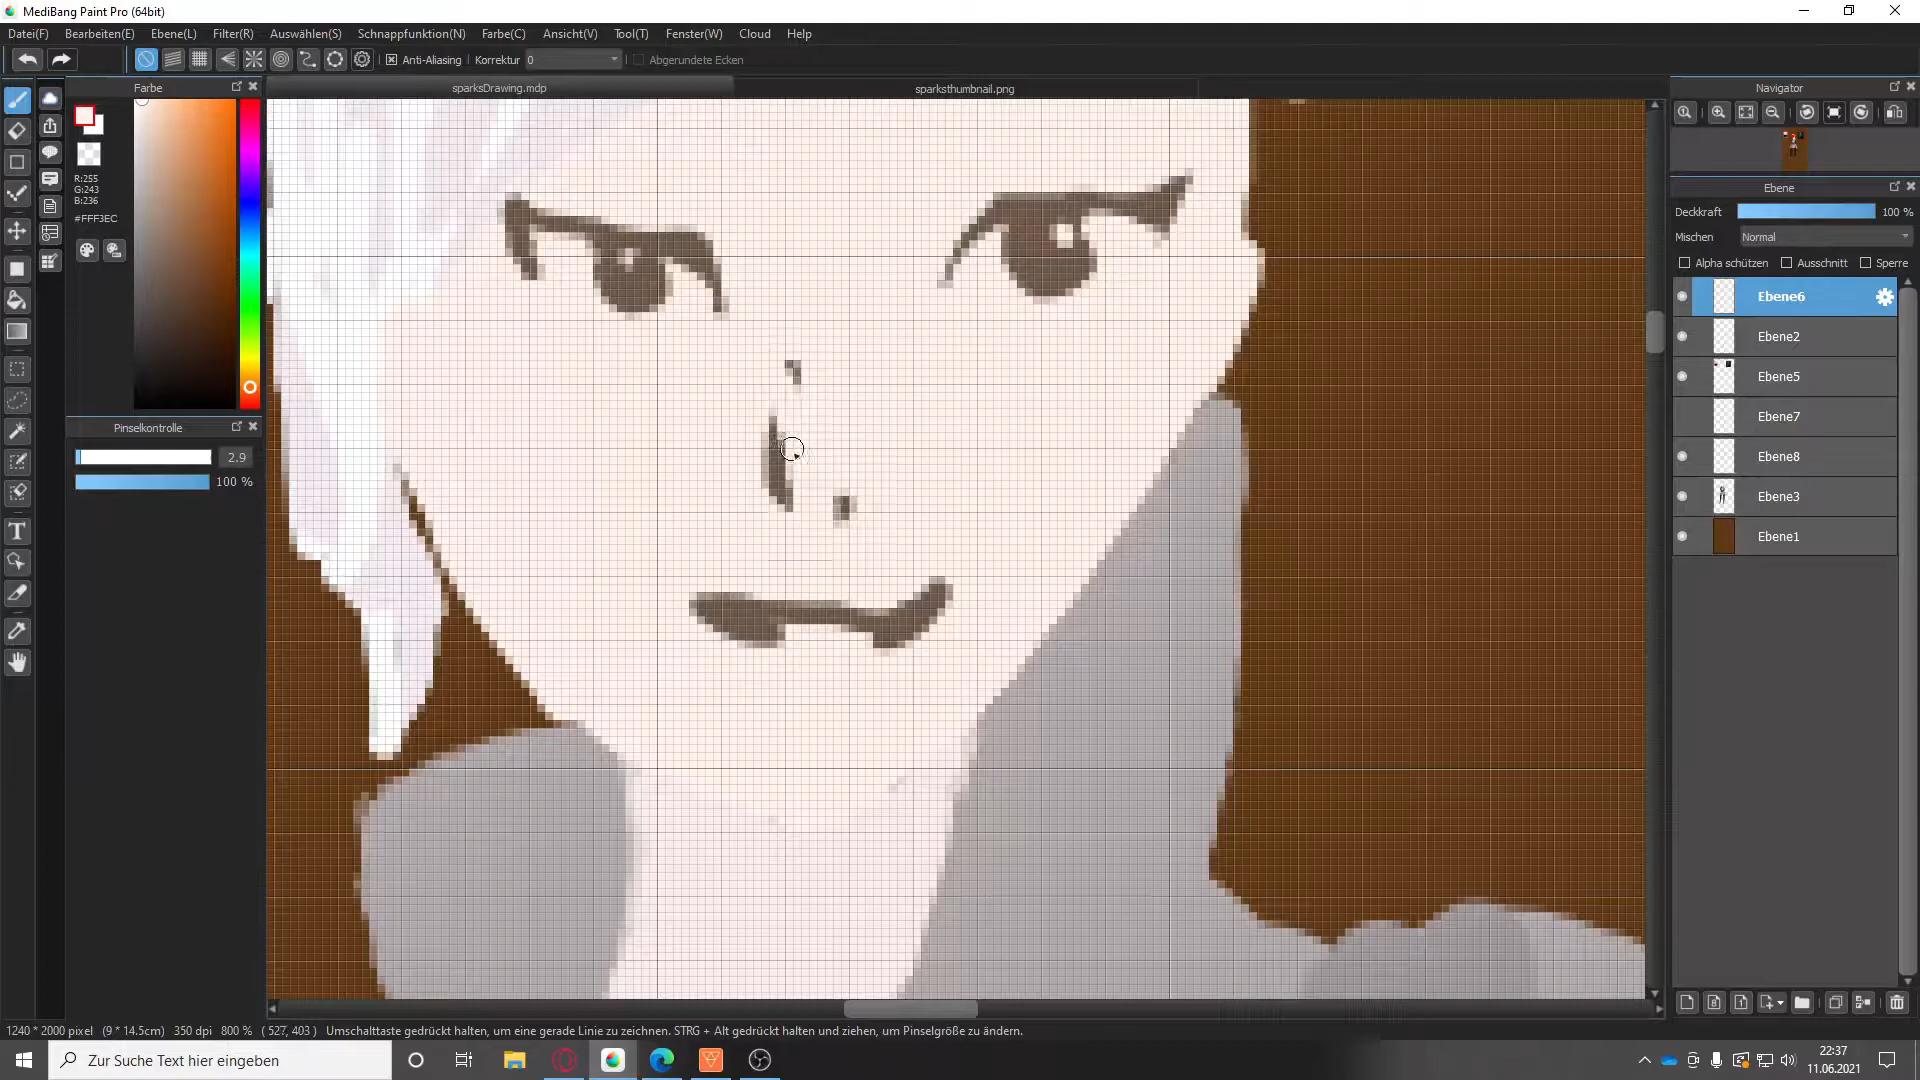 MediBang Paint Pro (64bit)
Datei(F) Bearbeiten(E) Ebene(L) Filter(R) Auswählen(S) Schnappfunktion(N) Farbe(C) Ansicht(V) Tool(T) Fenster(W) Cloud Help
Anti-Aliasing Korrektur 0 Abgerundete Ecken
Farbe
sparksDrawing.mdp
sparksthumbnail.png
Navigator
R:255
G:243
B:236
#FFF3EC
Ebene
Deckkraft 100 %
Mischen Normal
Alpha schützen Ausschnitt Sperre
Ebene6
Ebene2
Ebene5
Ebene7
Ebene8
Ebene3
Ebene1
Pinselkontrolle
2.9
100 %
1240 * 2000 pixel (9 * 14.5cm) 350 dpi 800 % ( 527, 403 ) Umschalttaste gedrückt halten, um eine gerade Linie zu zeichnen. STRG + Alt gedrückt halten und ziehen, um Pinselgröße zu ändern.
Zur Suche Text hier eingeben
22:37
11.06.2021